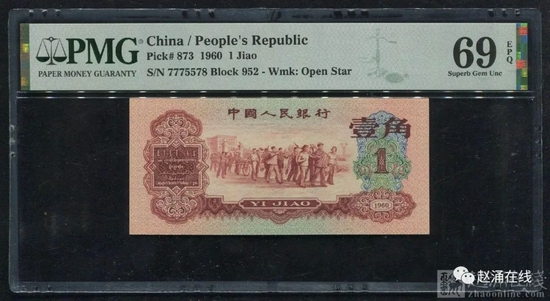 PMG
PAPER MONEY GUARANTY
China / People's Republic
Pick# 873 1960 1 Jiao
S/N 7775578 Block 952 - Wmk: Open Star
69 EPQ
Superb Gem Unc
中國人民銀行
壹角
1
YI JIAO
1960
赵涌在线
zhaoonline.com